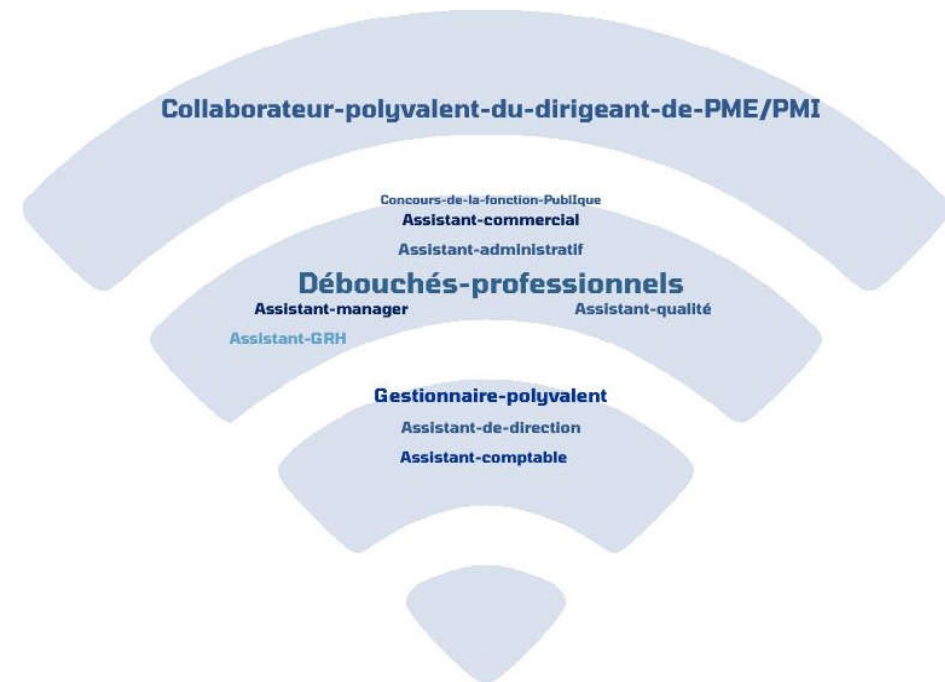 Collaborateur-polyvalent-du-dirigeant-de-PME/PMI
Concours-de-la-fonction-PublIque
Assistant-commercial
Assistant-administratif
Débouchés-professionnels
Assistant-manager Assistant-qualité
Assistant-GRH
Gestionnaire-polyvalent
Assistant-de-direction
Assistant-comptable